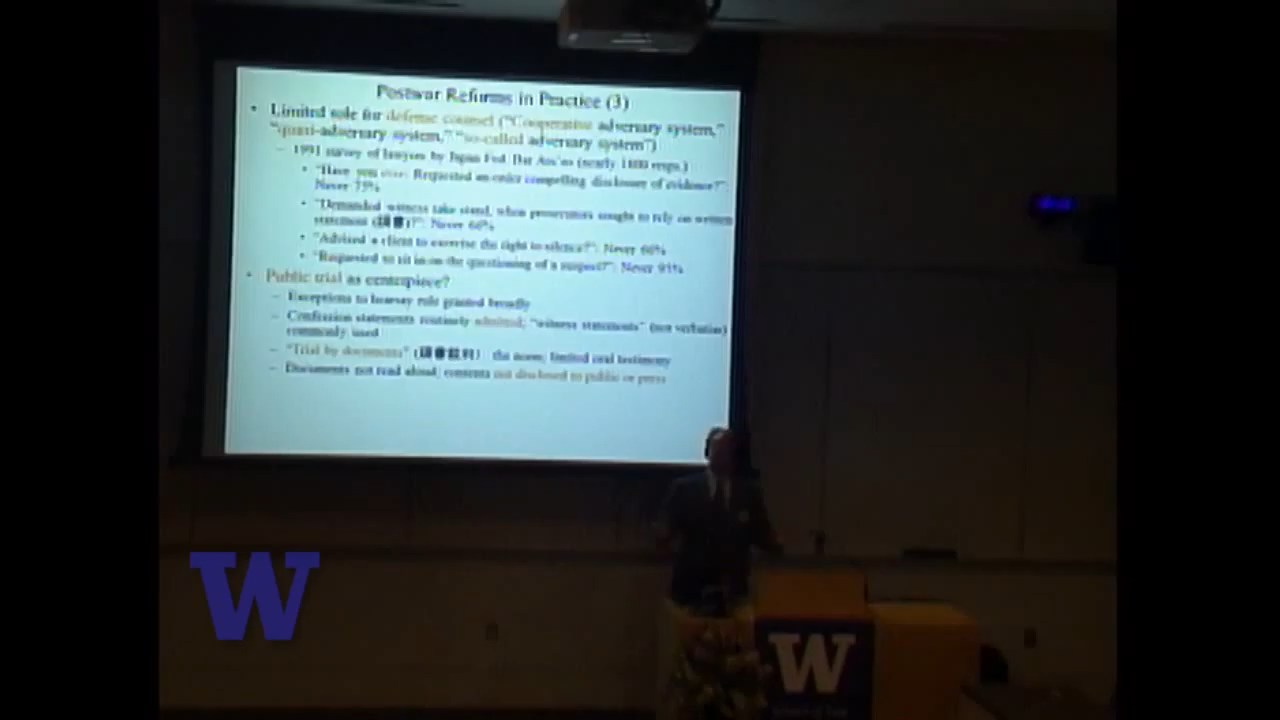 Postwar Reforms in Practice (3)
• Limited role for defense counsel ("Cooperative adversary system,"
"quasi-adversary system," "so-called adversary system")
– 1991 survey of lawyers by Japan Fed. Bar Ass'ns (nearly 1800 resps.)
• "Have you ever: Requested an order compelling disclosure of evidence?":
Never 75%
• "Demanded witness take stand, when prosecutors sought to rely on written
statement (調書)?": Never 66%
• "Advised a client to exercise the right to silence?": Never 66%
• "Requested to sit in on the questioning of a suspect?": Never 93%
• Public trial as centerpiece?
– Exceptions to hearsay rule granted broadly
– Confession statements routinely admitted; "witness statements" (not verbatim)
commonly used
– "Trial by documents" (調書裁判) the norm; limited oral testimony
– Documents not read aloud; contents not disclosed to public or press
W
W